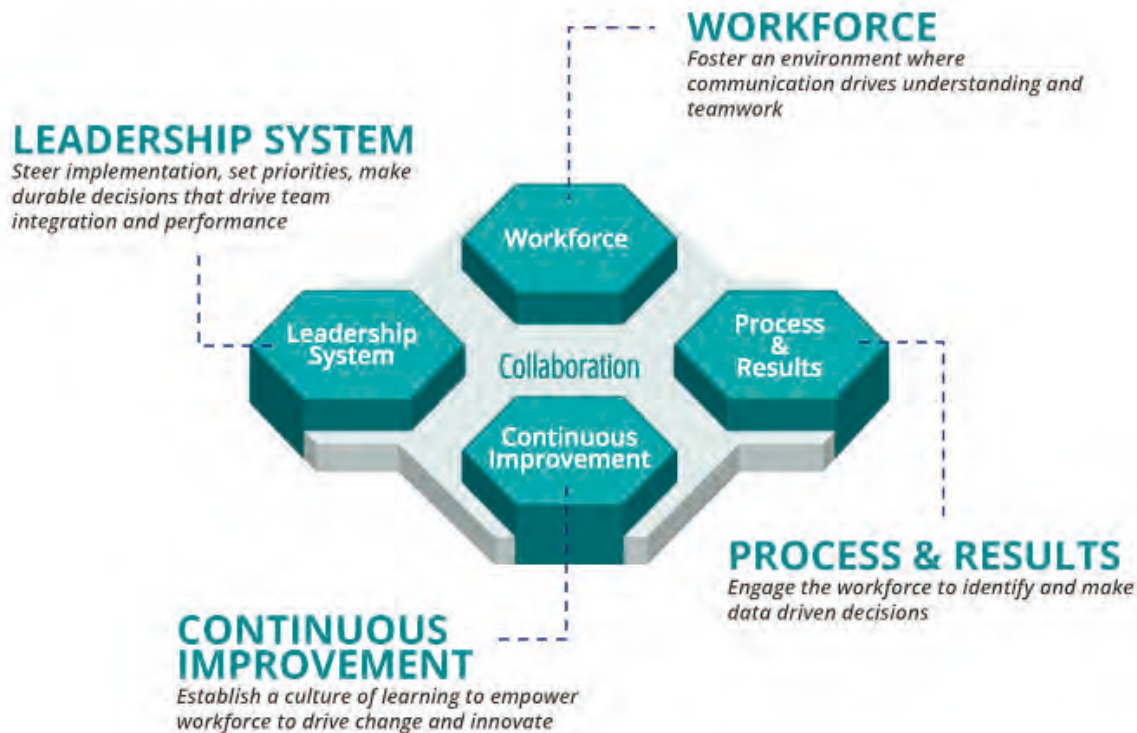 WORKFORCE
Foster an environment where
communication drives understanding and
teamwork
LEADERSHIP SYSTEM
Steer implementation, set priorities, make
durable decisions that drive team
integration and performance
Workforce
Leadership
System
Process
&
Results
Collaboration
Continuous
Improvement
PROCESS & RESULTS
Engage the workforce to identify and make
data driven decisions
CONTINUOUS
IMPROVEMENT
Establish a culture of learning to empower
workforce to drive change and innovate